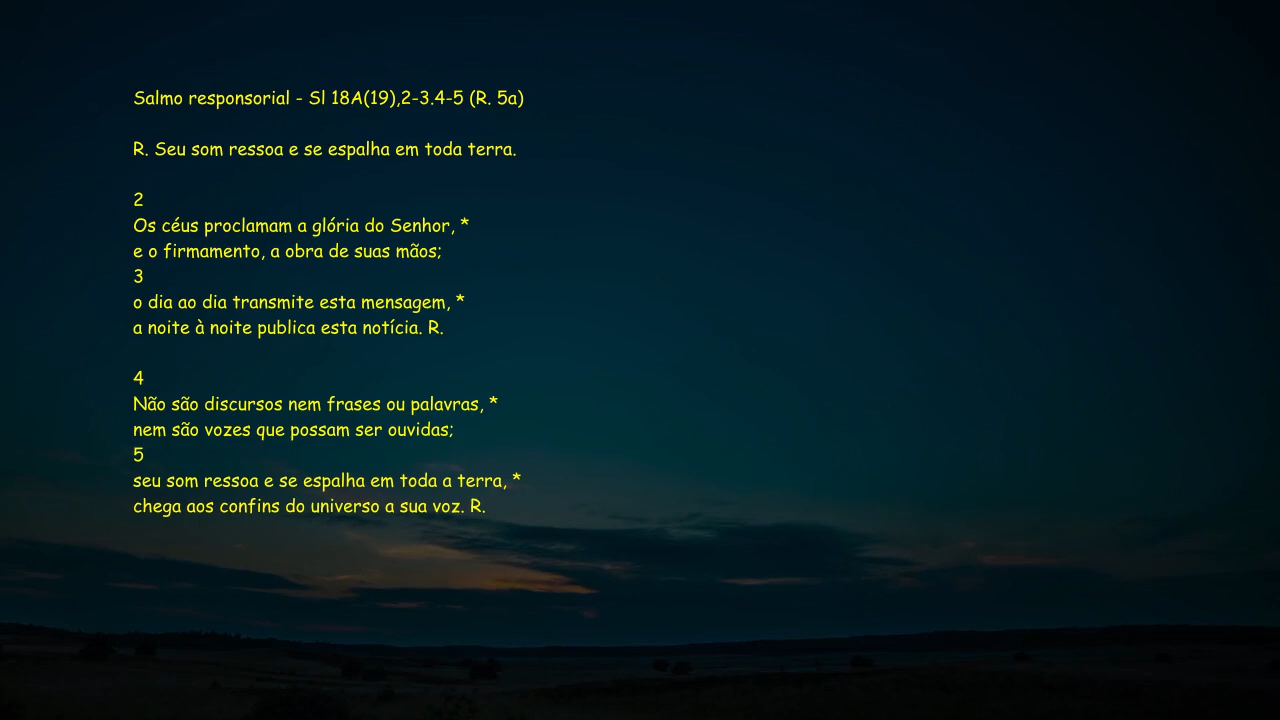 Salmo responsorial - Sl 18A(19),2-3.4-5 (R. 5a)
R. Seu som ressoa e se espalha em toda terra.
2
Os céus proclamam a glória do Senhor, *
e o firmamento, a obra de suas mãos;
3
o dia ao dia transmite esta mensagem, *
a noite à noite publica esta notícia. R.
4
Não são discursos nem frases ou palavras, *
nem são vozes que possam ser ouvidas;
5
seu som ressoa e se espalha em toda a terra, *
chega aos confins do universo a sua voz. R.